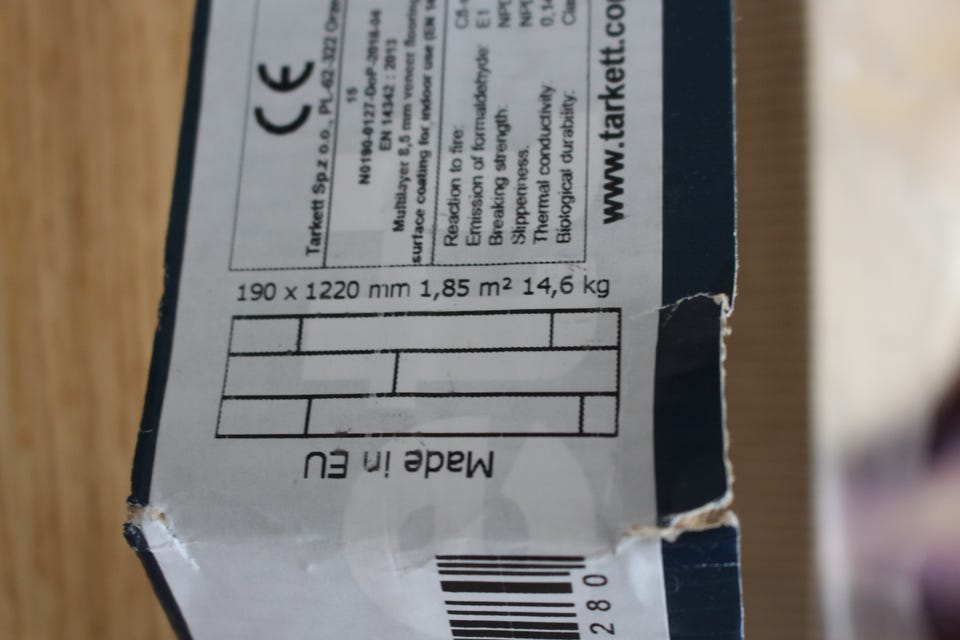 CE
Tarkett Sp.z o.o., PL-62-322
15
N0190-0127-DoP-2018-04
EN 14342 : 2013
Multilayer 8,5 mm veneer flooring
surface coating for indoor use (EN
Reaction to fire:
Emission of formaldehyde: E1
Breaking strength:
Slipperiness:
Thermal conductivity:
Biological durability:
www.tarkett.co
190 x 1220 mm 1,85 m² 14,6 kg
Made in EU
280